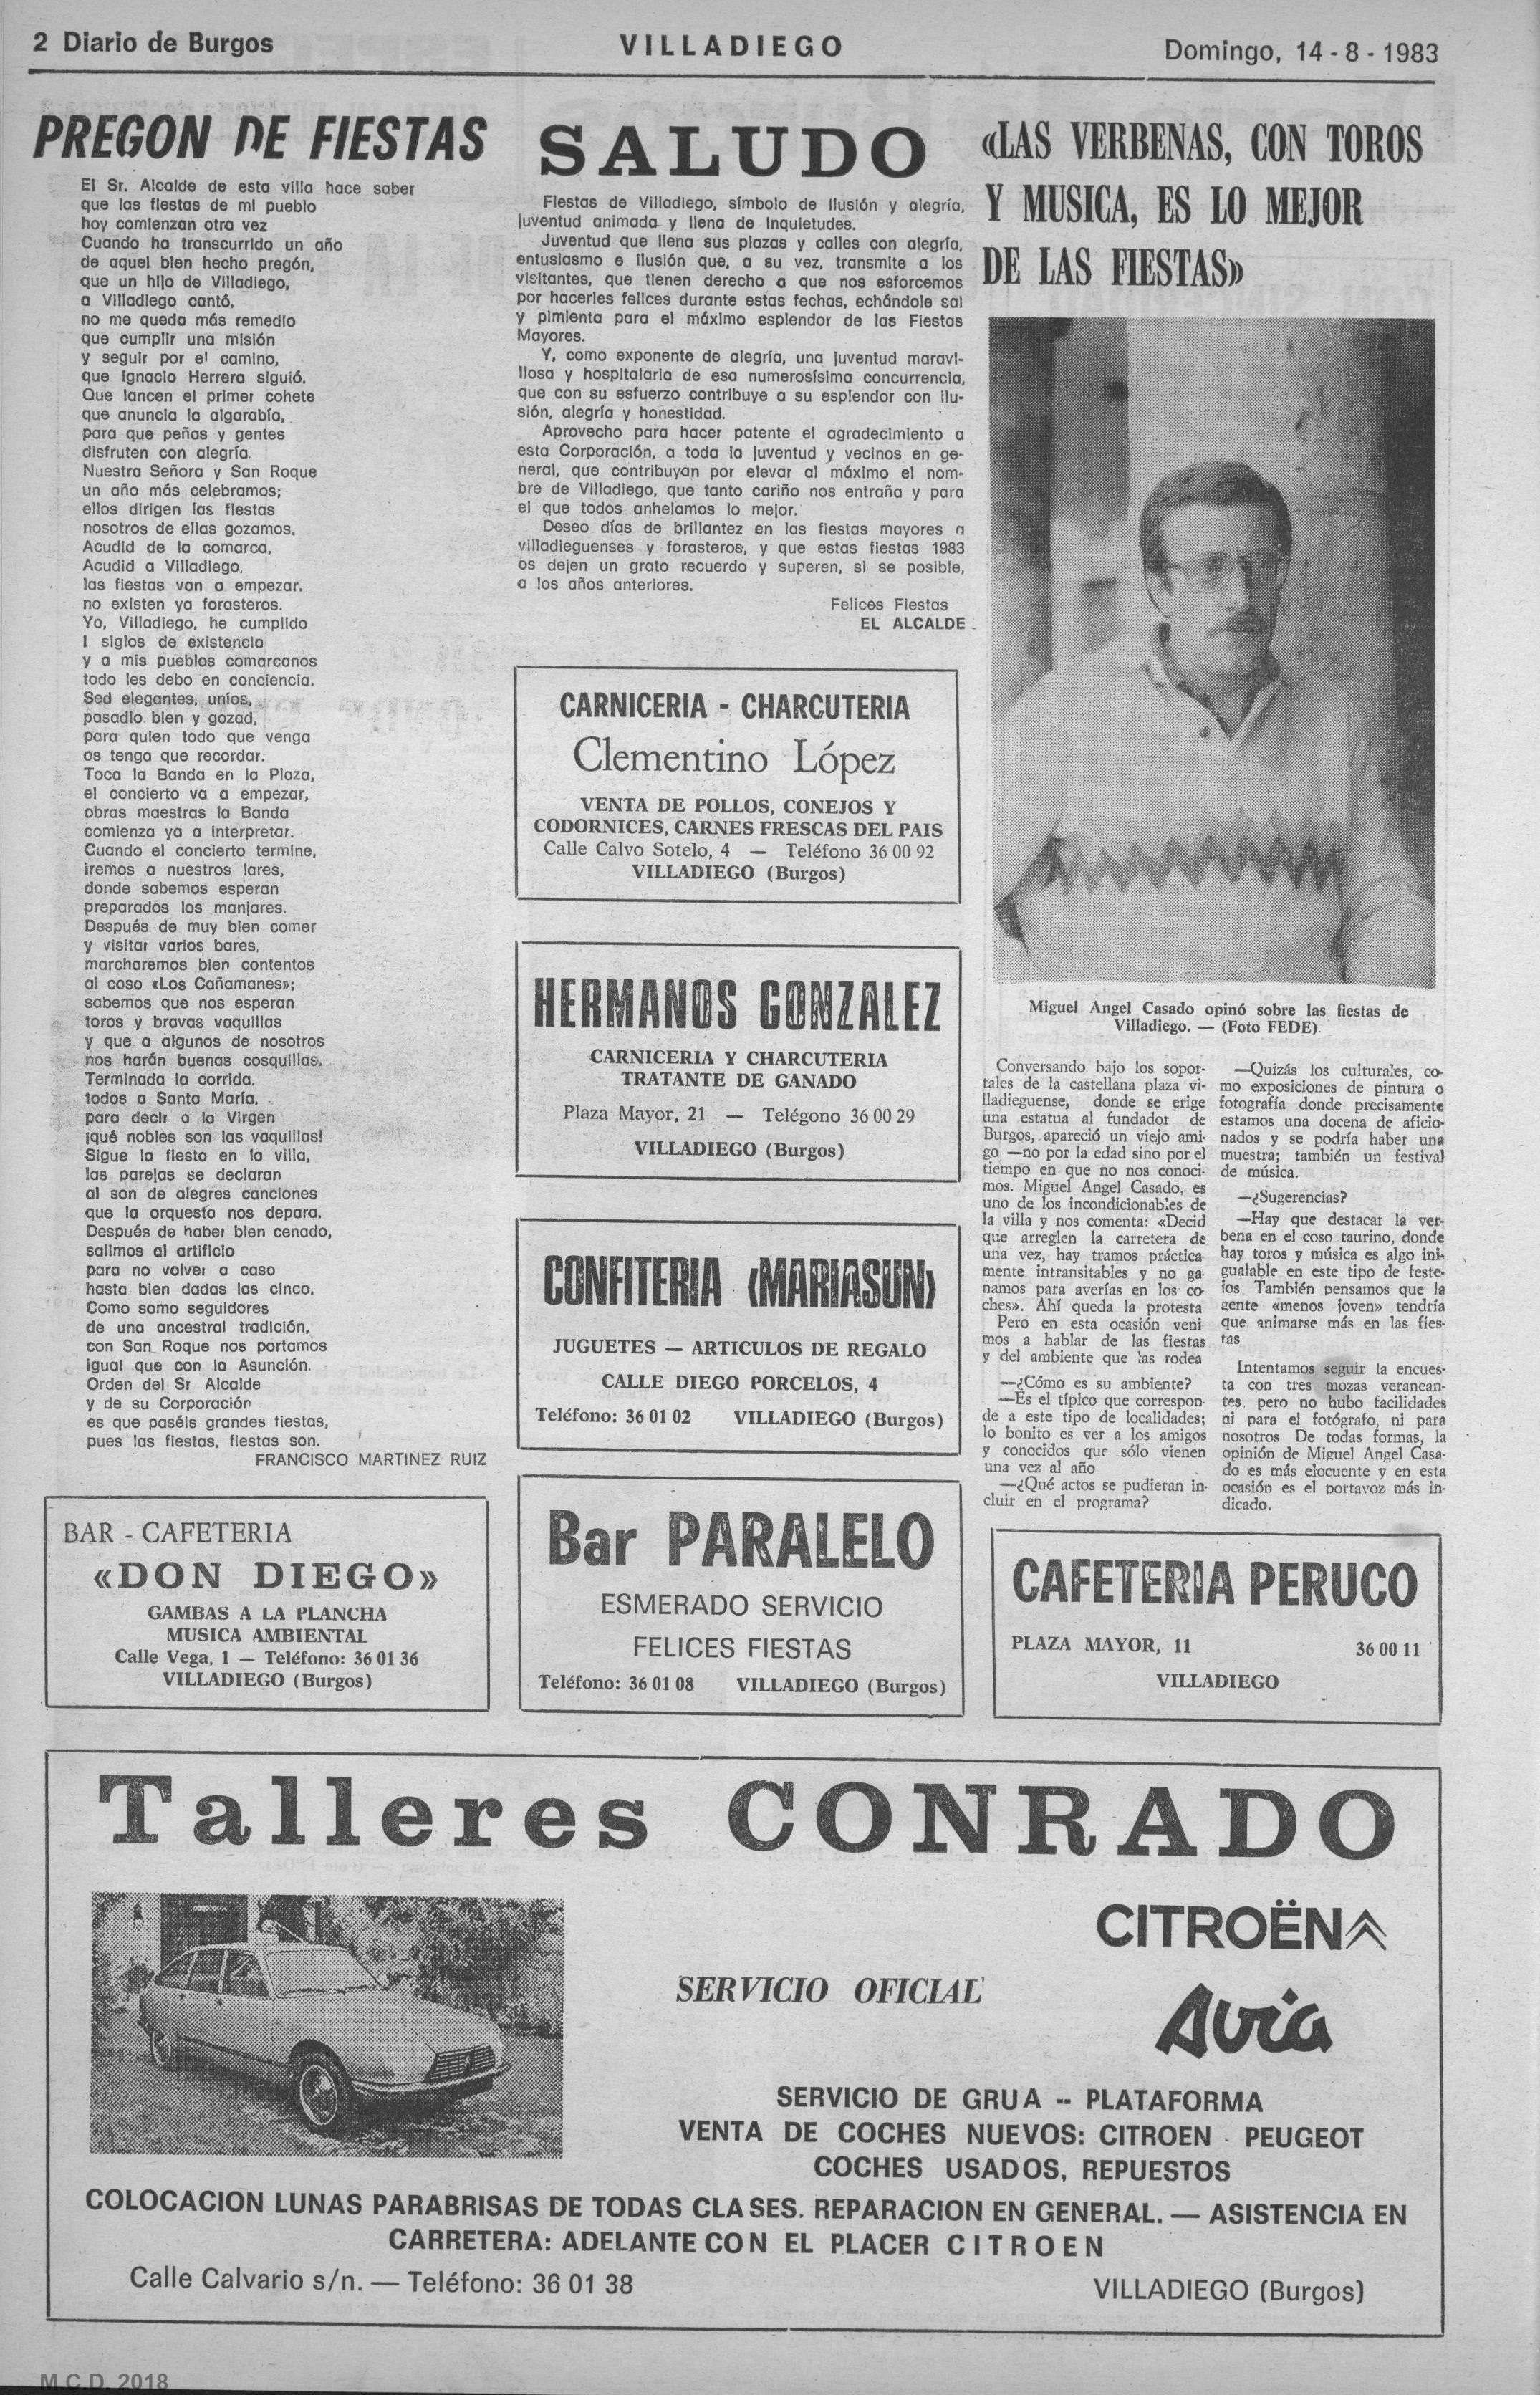 2 Diario de Burgos
VILLADIEGO
Domingo, 14 - 8 - 1983
PREGON DE FIESTAS
El Sr. Alcalde de esta villa hace saber
que las fiestas de mi pueblo
hoy comienzan otra vez
Cuando ha transcurrido un año
de aquel bien hecho pregón,
que un hijo de Villadiego,
a Villadiego cantó,
no me queda más remedio
que cumplir una misión
y seguir por el camino,
que Ignacio Herrera siguió.
Que lancen el primer cohete
que anuncia la algarabía,
para que peñas y gentes
disfruten con alegría.
Nuestra Señora y San Roque
un año más celebramos;
ellos dirigen las fiestas
nosotros de ellas gozamos.
Acudid de la comarca,
Acudid a Villadiego,
las fiestas van a empezar,
no existen ya forasteros.
Yo, Villadiego, he cumplido
I siglos de existencia
y a mis pueblos comarcanos
todo les debo en conciencia.
Sed elegantes, uníos,
pasadlo bien y gozad,
para quien todo que venga
os tenga que recordar.
Toca la Banda en la Plaza,
el concierto va a empezar,
obras maestras la Banda
comienza ya a interpretar.
Cuando el concierto termine,
iremos a nuestros lares,
donde sabemos esperan
preparados los manjares.
Después de muy bien comer
y visitar varios bares,
marcharemos bien contentos
al coso «Los Cañamanes»;
sabemos que nos esperan
toros y bravas vaquillas
y que a algunos de nosotros
nos harán buenas cosquillas.
Terminada la corrida,
todos a Santa María,
para decir a la Virgen
¡qué nobles son las vaquillas!
Sigue la fiesta en la villa,
las parejas se declaran
al son de alegres canciones
que la orquesta nos depara.
Después de haber bien cenado,
salimos al artificio
para no volver a casa
hasta bien dadas las cinco.
Como somo seguidores
de una ancestral tradición,
con San Roque nos portamos
igual que con la Asunción.
Orden del Sr Alcalde
y de su Corporación
es que paséis grandes fiestas,
pues las fiestas, fiestas son.
FRANCISCO MARTINEZ RUIZ
BAR - CAFETERIA
«DON DIEGO»
GAMBAS A LA PLANCHA
MUSICA AMBIENTAL
Calle Vega, 1 — Teléfono: 36 01 36
VILLADIEGO (Burgos)
SALUDO
Fiestas de Villadiego, símbolo de ilusión y alegría,
juventud animada y llena de inquietudes.
Juventud que llena sus plazas y calles con alegría,
entusiasmo e ilusión que, a su vez, transmite a los
visitantes, que tienen derecho a que nos esforcemos
por hacerles felices durante estas fechas, echándole sal
y pimienta para el máximo esplendor de las Fiestas
Mayores.
Y, como exponente de alegría, una juventud maravi-
llosa y hospitalaria de esa numerosísima concurrencia,
que con su esfuerzo contribuye a su esplendor con ilu-
sión, alegría y honestidad.
Aprovecho para hacer patente el agradecimiento a
esta Corporación, a toda la juventud y vecinos en ge-
neral, que contribuyan por elevar al máximo el nom-
bre de Villadiego, que tanto cariño nos entraña y para
el que todos anhelamos lo mejor.
Deseo días de brillantez en las fiestas mayores a
villadieguenses y forasteros, y que estas fiestas 1983
os dejen un grato recuerdo y superen, si se posible,
a los años anteriores.
Felices Fiestas
EL ALCALDE
CARNICERIA - CHARCUTERIA
Clementino López
VENTA DE POLLOS, CONEJOS Y
CODORNICES, CARNES FRESCAS DEL PAIS
Calle Calvo Sotelo, 4 — Teléfono 36 00 92
VILLADIEGO (Burgos)
HERMANOS GONZALEZ
CARNICERIA Y CHARCUTERIA
TRATANTE DE GANADO
Plaza Mayor, 21 — Telégono 36 00 29
VILLADIEGO (Burgos)
CONFITERIA «MARIASUN»
JUGUETES — ARTICULOS DE REGALO
CALLE DIEGO PORCELOS, 4
Teléfono: 36 01 02 VILLADIEGO (Burgos)
Bar PARALELO
ESMERADO SERVICIO
FELICES FIESTAS
Teléfono: 36 01 08 VILLADIEGO (Burgos)
«LAS VERBENAS, CON TOROS
Y MUSICA, ES LO MEJOR
DE LAS FIESTAS»
Miguel Angel Casado opinó sobre las fiestas de
Villadiego. — (Foto FEDE)
Conversando bajo los sopor-
tales de la castellana plaza vi-
lladieguense, donde se erige
una estatua al fundador de
Burgos, apareció un viejo ami-
go —no por la edad sino por el
tiempo en que no nos conoci-
mos. Miguel Angel Casado, es
uno de los incondicionables de
la villa y nos comenta: «Decid
que arreglen la carretera de
una vez, hay tramos práctica-
mente intransitables y no ga-
namos para averías en los co-
ches». Ahí queda la protesta
Pero en esta ocasión veni-
mos a hablar de las fiestas
y del ambiente que las rodea
—¿Cómo es su ambiente?
—Es el típico que correspon-
de a este tipo de localidades;
lo bonito es ver a los amigos
y conocidos que sólo vienen
una vez al año
—¿Qué actos se pudieran in-
cluir en el programa?
—Quizás los culturales, co-
mo exposiciones de pintura o
fotografía donde precisamente
estamos una docena de aficio-
nados y se podría haber una
muestra; también un festival
de música.
—¿Sugerencias?
—Hay que destacar la ver-
bena en el coso taurino, donde
hay toros y música es algo ini-
gualable en este tipo de feste-
jos También pensamos que la
gente «menos joven» tendría
que animarse más en las fies-
tas
Intentamos seguir la encues-
ta con tres mozas veranean-
tes, pero no hubo facilidades
ni para el fotógrafo, ni para
nosotros De todas formas, la
opinión de Miguel Angel Casa-
do es más elocuente y en esta
ocasión es el portavoz más in-
dicado.
CAFETERIA PERUCO
PLAZA MAYOR, 11 36 00 11
VILLADIEGO
Talleres CONRADO
CITROËN
SERVICIO OFICIAL
Avia
SERVICIO DE GRUA -- PLATAFORMA
VENTA DE COCHES NUEVOS: CITROEN - PEUGEOT
COCHES USADOS, REPUESTOS
COLOCACION LUNAS PARABRISAS DE TODAS CLASES. REPARACION EN GENERAL. — ASISTENCIA EN
CARRETERA: ADELANTE CON EL PLACER CITROEN
Calle Calvario s/n. — Teléfono: 36 01 38
VILLADIEGO (Burgos)
M.C.D. 2018